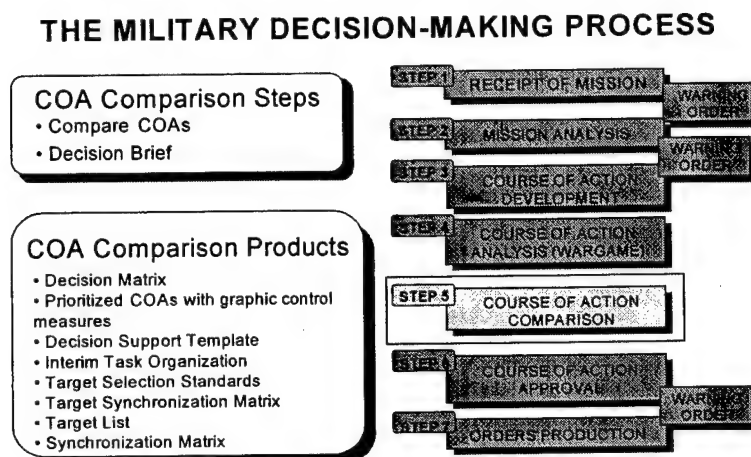 THE MILITARY DECISION-MAKING PROCESS
COA Comparison Steps
• Compare COAs
• Decision Brief
COA Comparison Products
• Decision Matrix
• Prioritized COAs with graphic control
measures
• Decision Support Template
• Interim Task Organization
• Target Selection Standards
• Target Synchronization Matrix
• Target List
• Synchronization Matrix
STEP 1
RECEIPT OF MISSION
WARNING
ORDER
STEP 2
MISSION ANALYSIS
WARNING
ORDER
STEP 3
COURSE OF ACTION
DEVELOPMENT
STEP 4
COURSE OF ACTION
ANALYSIS (WARGAME)
STEP 5
COURSE OF ACTION
COMPARISON
STEP 6
COURSE OF ACTION
APPROVAL
WARNING
ORDER
STEP 7
ORDERS PRODUCTION